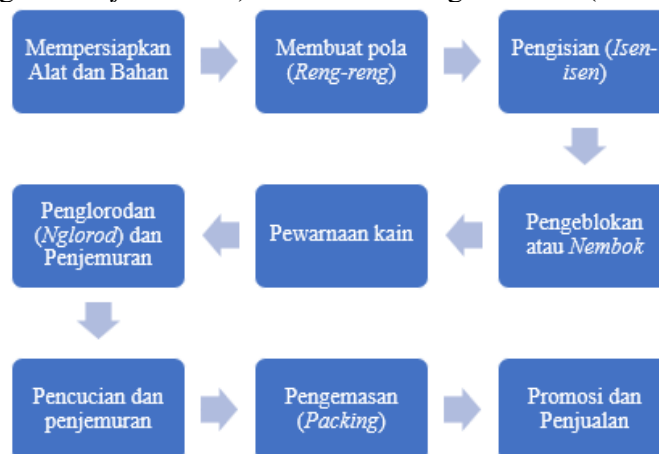 Mempersiapkan
Alat dan Bahan
Membuat pola
(Reng-reng)
Pengisian (Isen-
isen)
Pengeblokan
atau Nembok
Pewarnaan kain
Penglorodan
(Nglorod) dan
Penjemuran
Pencucian dan
penjemuran
Pengemasan
(Packing)
Promosi dan
Penjualan